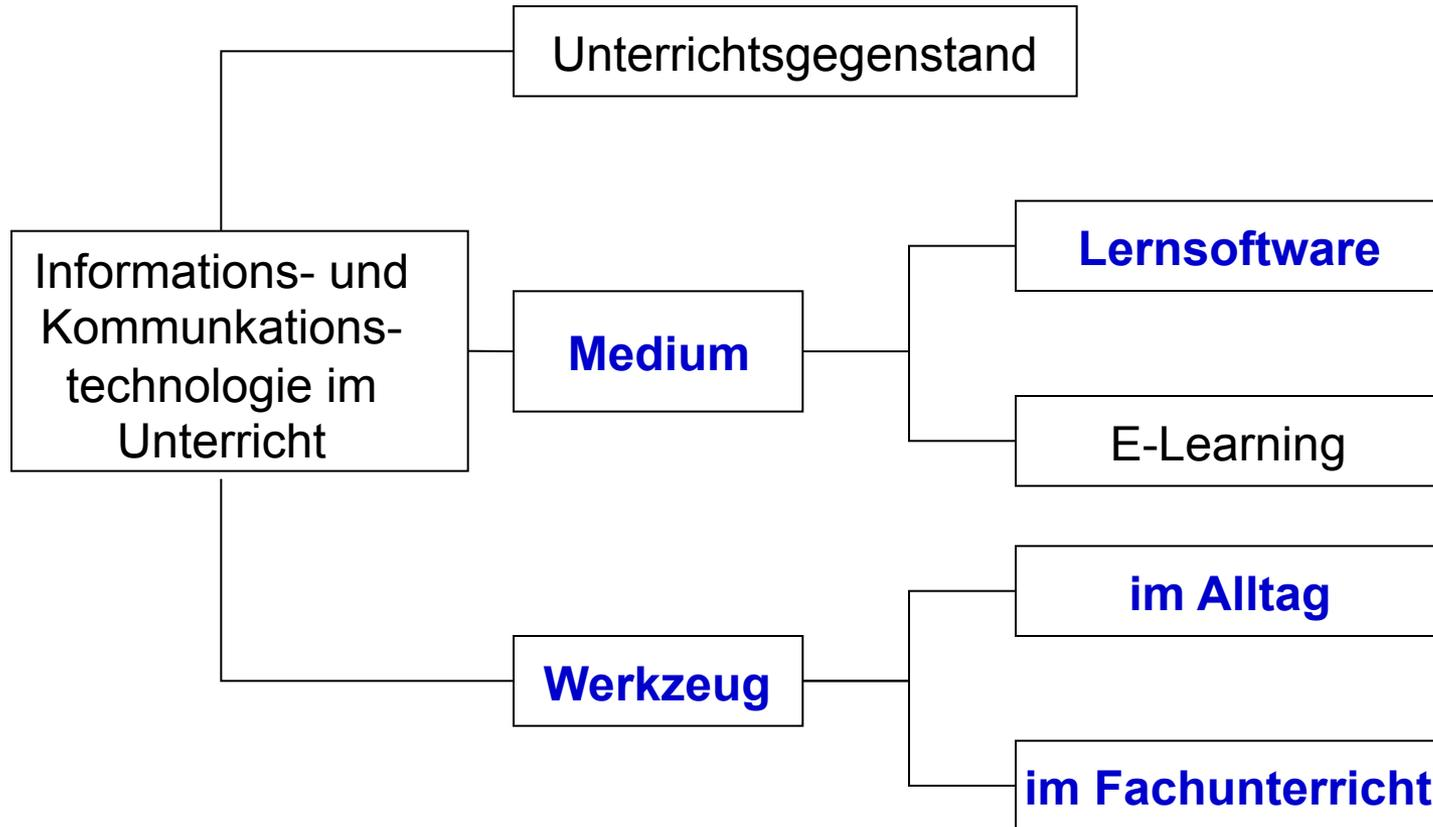 Unterrichtsgegenstand
Informations- und
Kommunkations-
technologie im
Unterricht
Medium
Lernsoftware
E-Learning
Werkzeug
im Alltag
im Fachunterricht